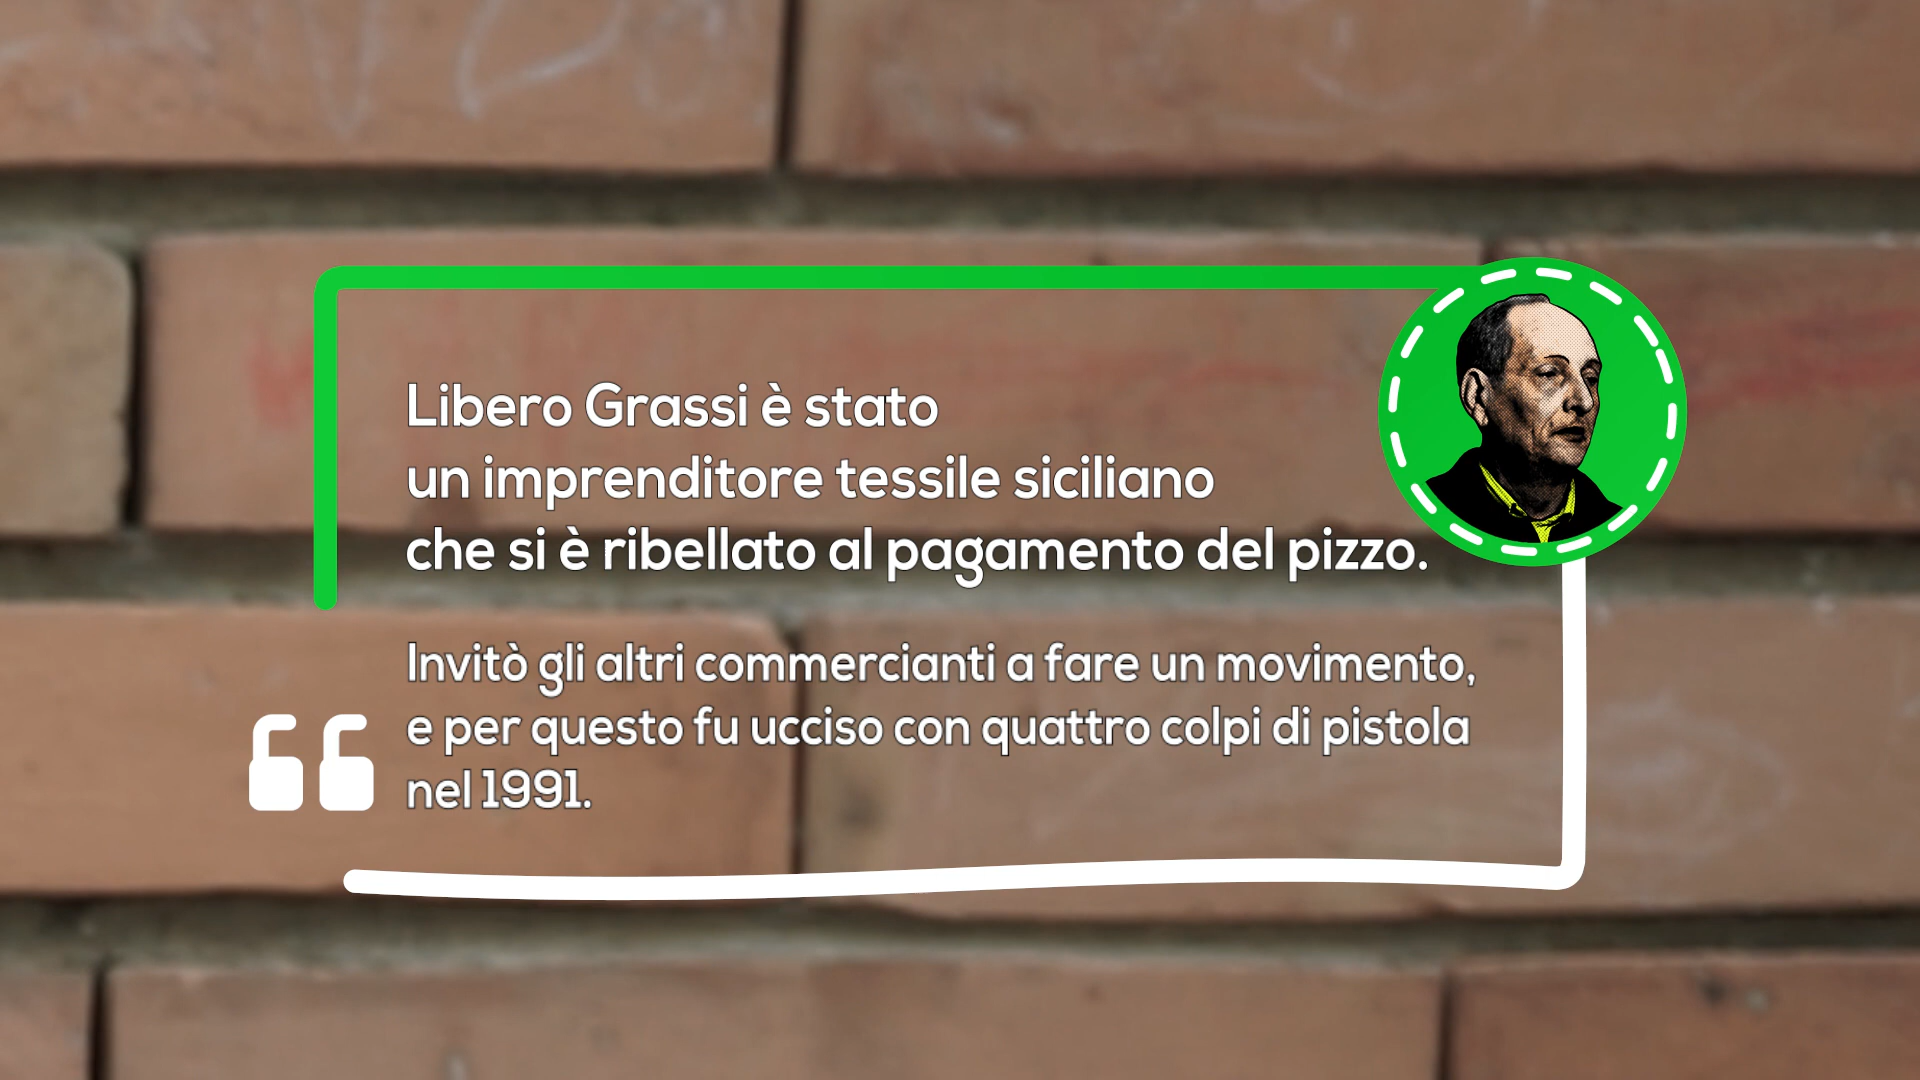 Libero Grassi è stato
un imprenditore tessile siciliano
che si è ribellato al pagamento del pizzo.
Invitò gli altri commercianti a fare un movimento,
e per questo fu ucciso con quattro colpi di pistola
nel 1991.